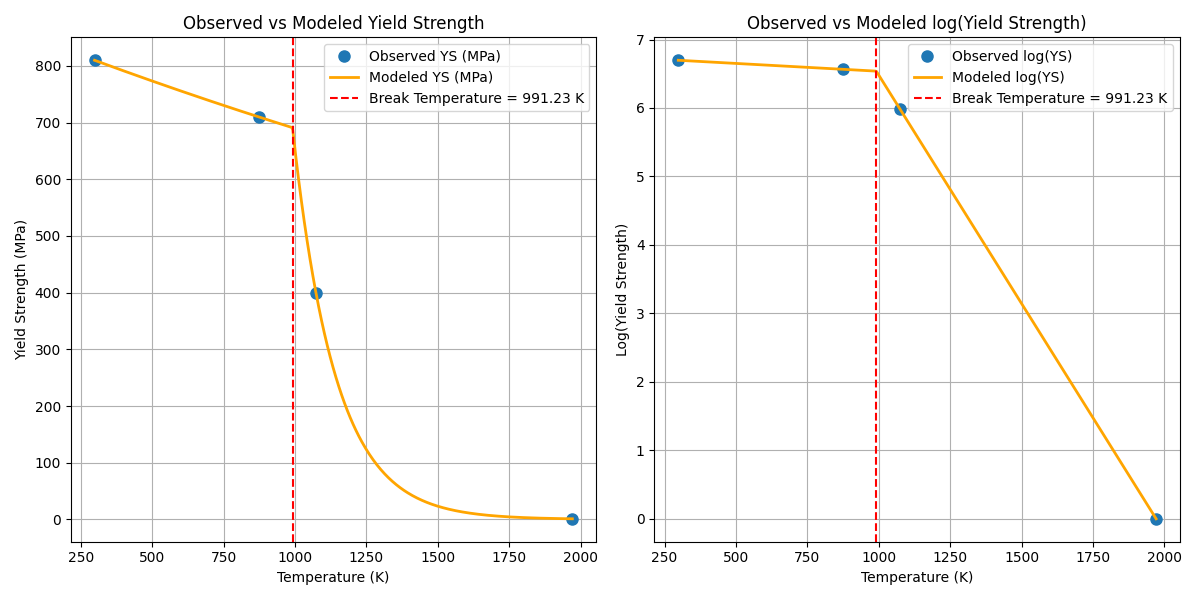 Observed vs Modeled Yield Strength
Observed YS (MPa)
Modeled YS (MPa)
Break Temperature = 991.23 K
Yield Strength (MPa)
800
700
600
500
400
300
200
100
0
250
500
750
1000
1250
1500
1750
2000
Temperature (K)
Observed vs Modeled log(Yield Strength)
Observed log(YS)
Modeled log(YS)
Break Temperature = 991.23 K
Log(Yield Strength)
7
6
5
4
3
2
1
0
250
500
750
1000
1250
1500
1750
2000
Temperature (K)